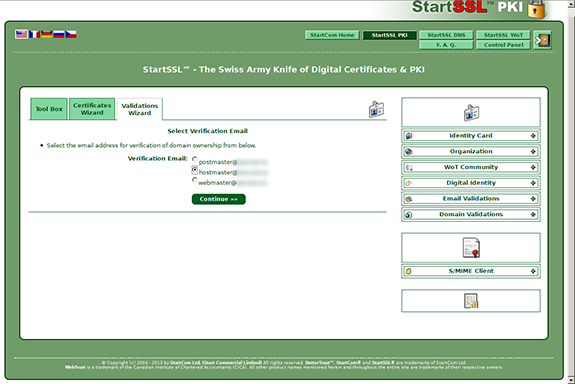 StartSSL™ PKI
StartCom Home
StartSSL PKI
StartSSL DNS
StartSSL WoT
F. A. Q.
Control Panel
StartSSL™ - The Swiss Army Knife of Digital Certificates & PKI
Tool Box
Certificates Wizard
Validations Wizard
Select Verification Email
Select the email address for verification of domain ownership from below.
Verification Email:
postmaster@
hostmaster@
webmaster@
Continue »»
Identity Card
Organization
WoT Community
Digital Identity
Email Validations
Domain Validations
S/MIME Client
© Copyright (c) 2004 - 2013 by StartCom Ltd. (Start Commercial Limited) All rights reserved. BetterTrust™, StartCom® and StartSSL® are trademarks of StartCom Ltd.
WebTrust is a trademark of the Canadian Institute of Chartered Accountants (CICA). All other product names mentioned herein and throughout the entire site are trademarks of their respective owners.